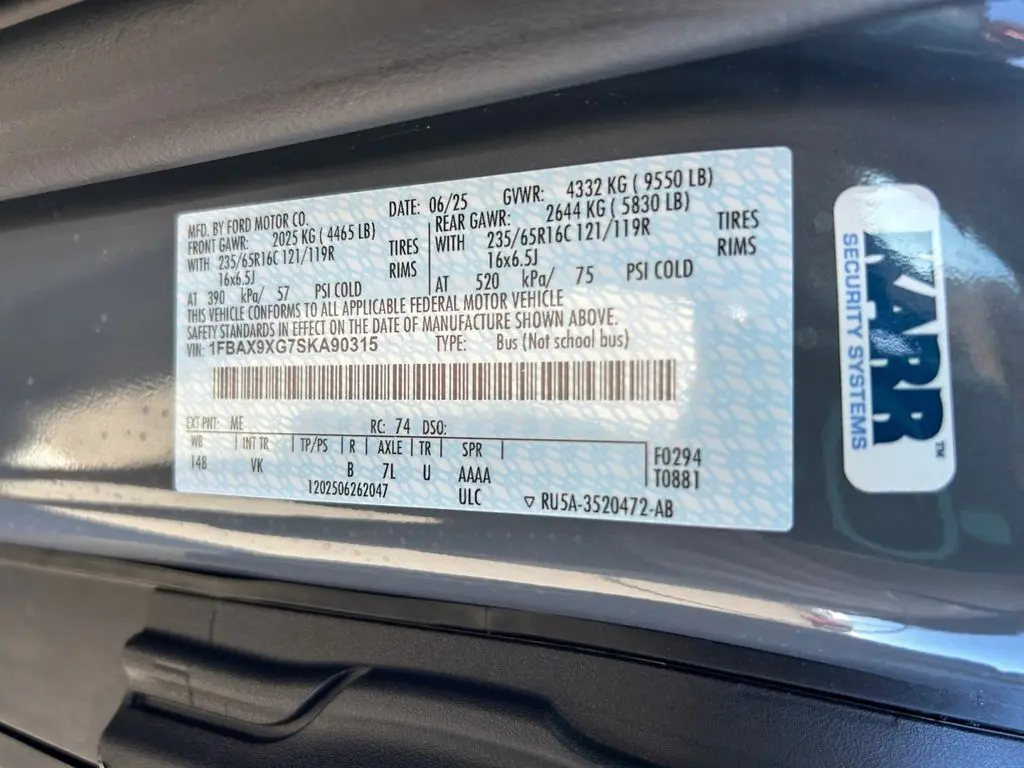 MFD. BY FORD MOTOR CO.
DATE: 06/25 GVWR: 4332 KG ( 9550 LB)
FRONT GAWR: 2025 KG ( 4465 LB)
WITH 235/65R16C 121/119R TIRES
16x6.5J RIMS
AT 390 kPa/ 57 PSI COLD
REAR GAWR: 2644 KG ( 5830 LB)
WITH 235/65R16C 121/119R TIRES
16x6.5J RIMS
AT 520 kPa/ 75 PSI COLD
THIS VEHICLE CONFORMS TO ALL APPLICABLE FEDERAL MOTOR VEHICLE
SAFETY STANDARDS IN EFFECT ON THE DATE OF MANUFACTURE SHOWN ABOVE.
VIN: 1FBAX9XG7SKA90315 TYPE: Bus (Not school bus)
EXT PNT: ME RC: 74 DSO:
WB INT TR TP/PS R AXLE TR SPR
148 VK B 7L U AAAA
F0294
T0881
1202506262047 ULC ▽ RU5A-3520472-AB
SECURITY SYSTEMS
TM